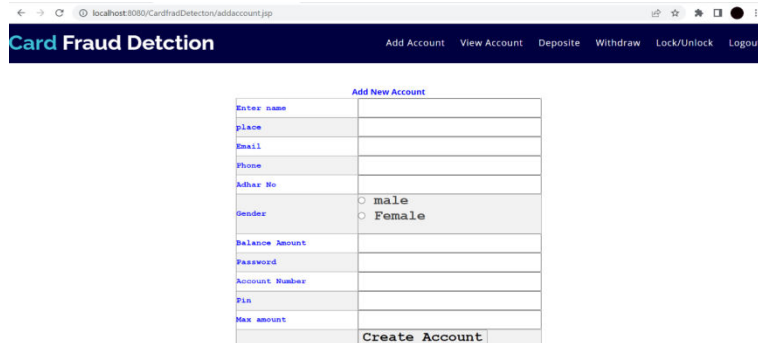 localhost:8080/CardfradDetecton/addaccount.jsp
Card Fraud Detction
Add Account View Account Deposite Withdraw Lock/Unlock Logou
Add New Account
Enter name
place
Email
Phone
Adhar No
Gender
male
Female
Balance Amount
Password
Account Number
Pin
Max amount
Create Account